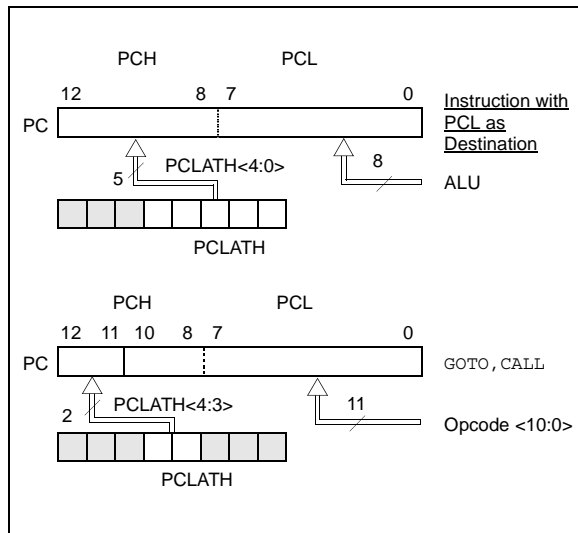 PCH PCL
12 8 7 0
PC
Instruction with
PCL as
Destination
5 PCLATH<4:0>
8
ALU
PCLATH
PCH PCL
12 11 10 8 7 0
PC
GOTO,CALL
2 PCLATH<4:3>
11
Opcode <10:0>
PCLATH